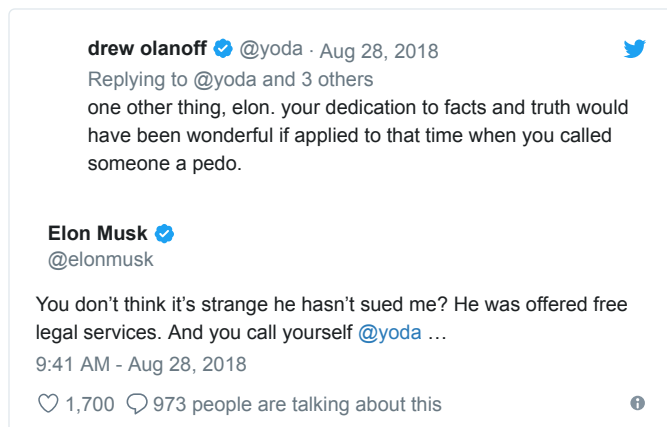 drew olanoff @yoda · Aug 28, 2018
Replying to @yoda and 3 others
one other thing, elon. your dedication to facts and truth would
have been wonderful if applied to that time when you called
someone a pedo.
Elon Musk
@elonmusk
You don’t think it’s strange he hasn’t sued me? He was offered free
legal services. And you call yourself @yoda …
9:41 AM - Aug 28, 2018
1,700 973 people are talking about this